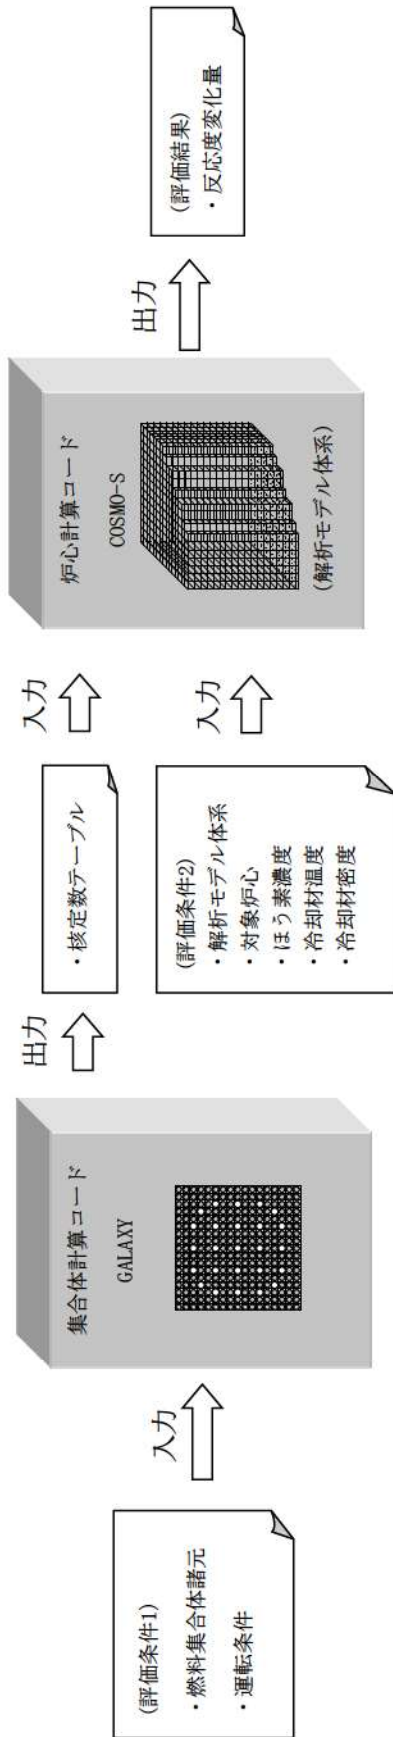 (評価条件1)
・燃料集合体諸元
・運転条件
入力
集合体計算コード
GALAXY
出力
・核定数テーブル
(評価条件2)
・解析モデル体系
・対象炉心
・ほう素濃度
・冷却材温度
・冷却材密度
入力
入力
炉心計算コード
COSMO-S
(解析モデル体系)
出力
(評価結果)
・反応度変化量